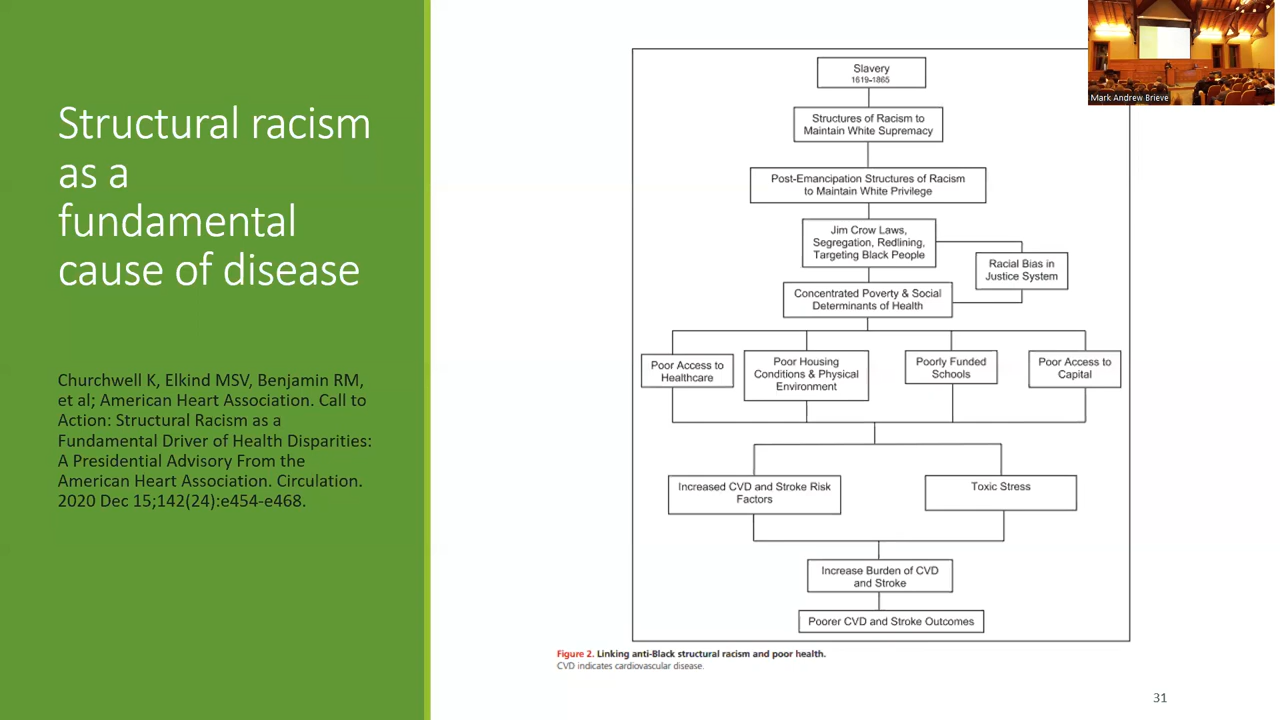 Structural racism
as a
fundamental
cause of disease
Churchwell K, Elkind MSV, Benjamin RM,
et al; American Heart Association. Call to
Action: Structural Racism as a
Fundamental Driver of Health Disparities:
A Presidential Advisory From the
American Heart Association. Circulation.
2020 Dec 15;142(24):e454-e468.
Slavery
1619-1865
Structures of Racism to
Maintain White Supremacy
Post-Emancipation Structures of Racism
to Maintain White Privilege
Jim Crow Laws,
Segregation, Redlining,
Targeting Black People
Racial Bias in
Justice System
Concentrated Poverty & Social
Determinants of Health
Poor Access to
Healthcare
Poor Housing
Conditions & Physical
Environment
Poorly Funded
Schools
Poor Access to
Capital
Increased CVD and Stroke Risk
Factors
Toxic Stress
Increase Burden of CVD
and Stroke
Poorer CVD and Stroke Outcomes
Figure 2. Linking anti-Black structural racism and poor health.
CVD indicates cardiovascular disease.
31
Mark Andrew Brieve